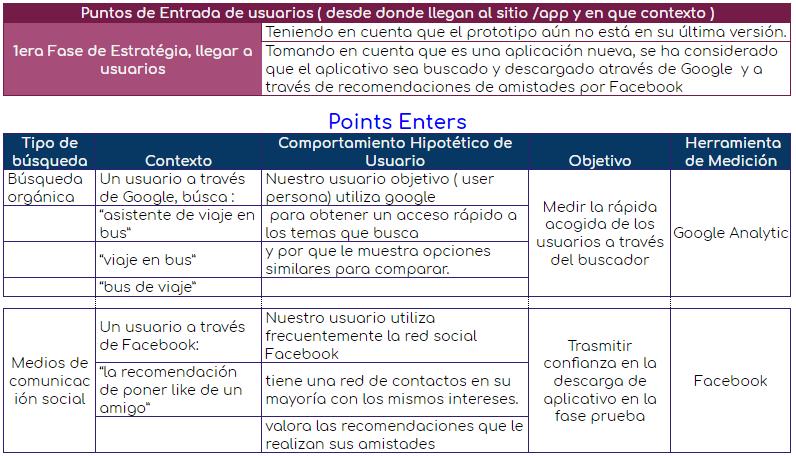 Puntos de Entrada de usuarios ( desde donde llegan al sitio /app y en que contexto )
1era Fase de Estratégia, llegar a
usuarios
Teniendo en cuenta que el prototipo aún no está en su última versión.
Tomando en cuenta que es una aplicación nueva, se ha considerado
que el aplicativo sea buscado y descargado através de Google y a
través de recomendaciones de amistades por Facebook
Points Enters
Tipo de
búsqueda
Contexto
Comportamiento Hipotético de
Usuario
Objetivo
Herramienta
de Medición
Búsqueda
orgánica
Un usuario a través
de Google, búsca :
Nuestro usuario objetivo ( user
persona) utiliza google
"asistente de viaje en
bus"
para obtener un acceso rápido a
los temas que busca
"viaje en bus"
y por que le muestra opciones
similares para comparar.
"bus de viaje"
Medir la rápida
acogida de los
usuarios a través
del buscador
Google Analytic
Medios de
comunicac
ión social
Un usuario a través
de Facebook:
Nuestro usuario utiliza
frecuentemente la red social
Facebook
"la recomendación
de poner like de un
amigo"
tiene una red de contactos en su
mayoría con los mismos intereses.
valora las recomendaciones que le
realizan sus amistades
Trasmitir
confianza en la
descarga de
aplicativo en la
fase prueba
Facebook